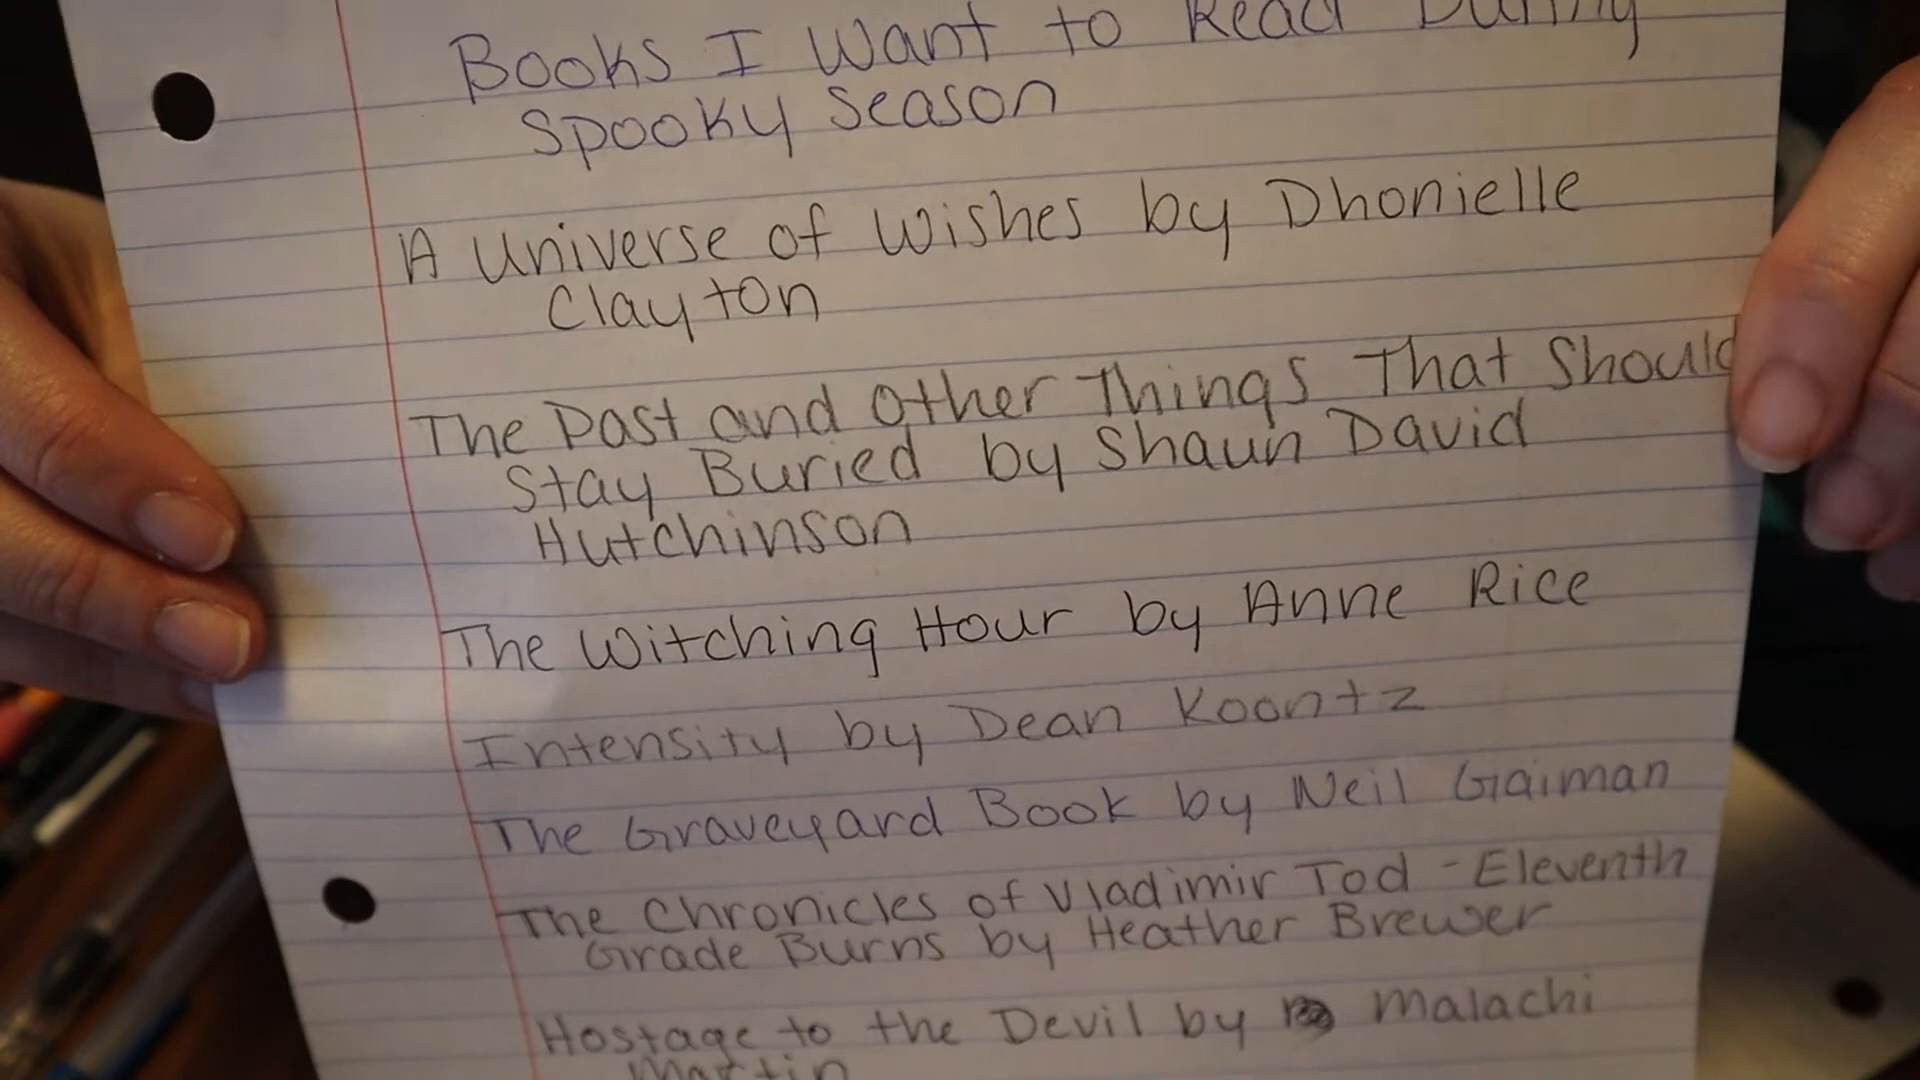 Books I Want to Read During
Spooky Season
A Universe of Wishes by Dhonielle
Clayton
The Past and Other Things That Should
Stay Buried by Shaun David
Hutchinson
The Witching Hour by Anne Rice
Intensity by Dean Koontz
The Graveyard Book by Neil Gaiman
The Chronicles of Vladimir Tod - Eleventh
Grade Burns by Heather Brewer
Hostage to the Devil by Malachi
Martin